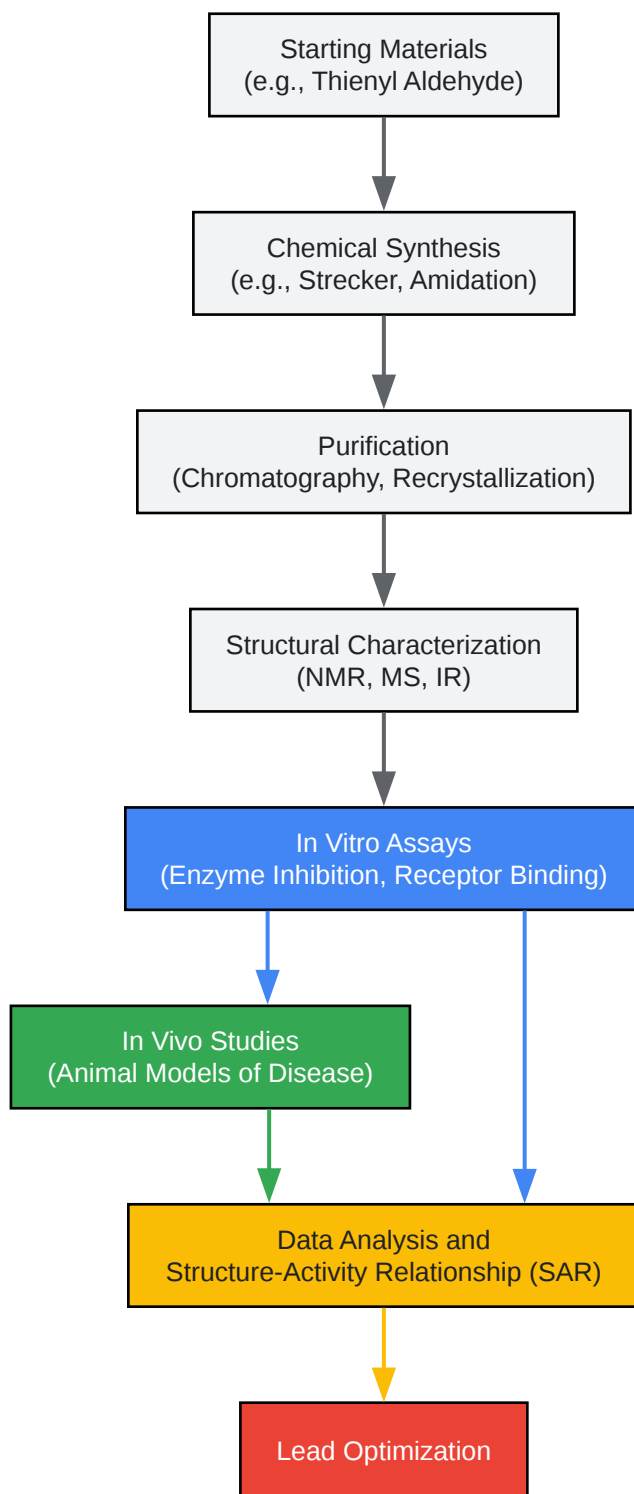 Starting Materials
(e.g., Thienyl Aldehyde)
Chemical Synthesis
(e.g., Strecker, Amidation)
Purification
(Chromatography, Recrystallization)
Structural Characterization
(NMR, MS, IR)
In Vitro Assays
(Enzyme Inhibition, Receptor Binding)
In Vivo Studies
(Animal Models of Disease)
Data Analysis and
Structure-Activity Relationship (SAR)
Lead Optimization